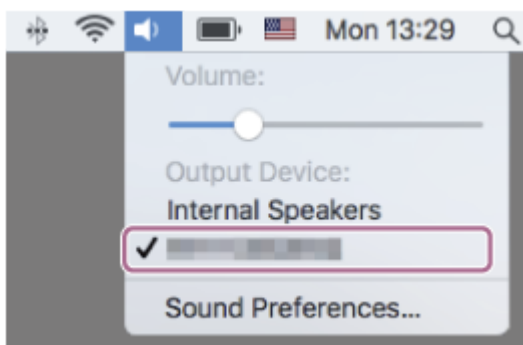 Mon 13:29
Volume:
Output Device:
Internal Speakers
Sound Preferences...